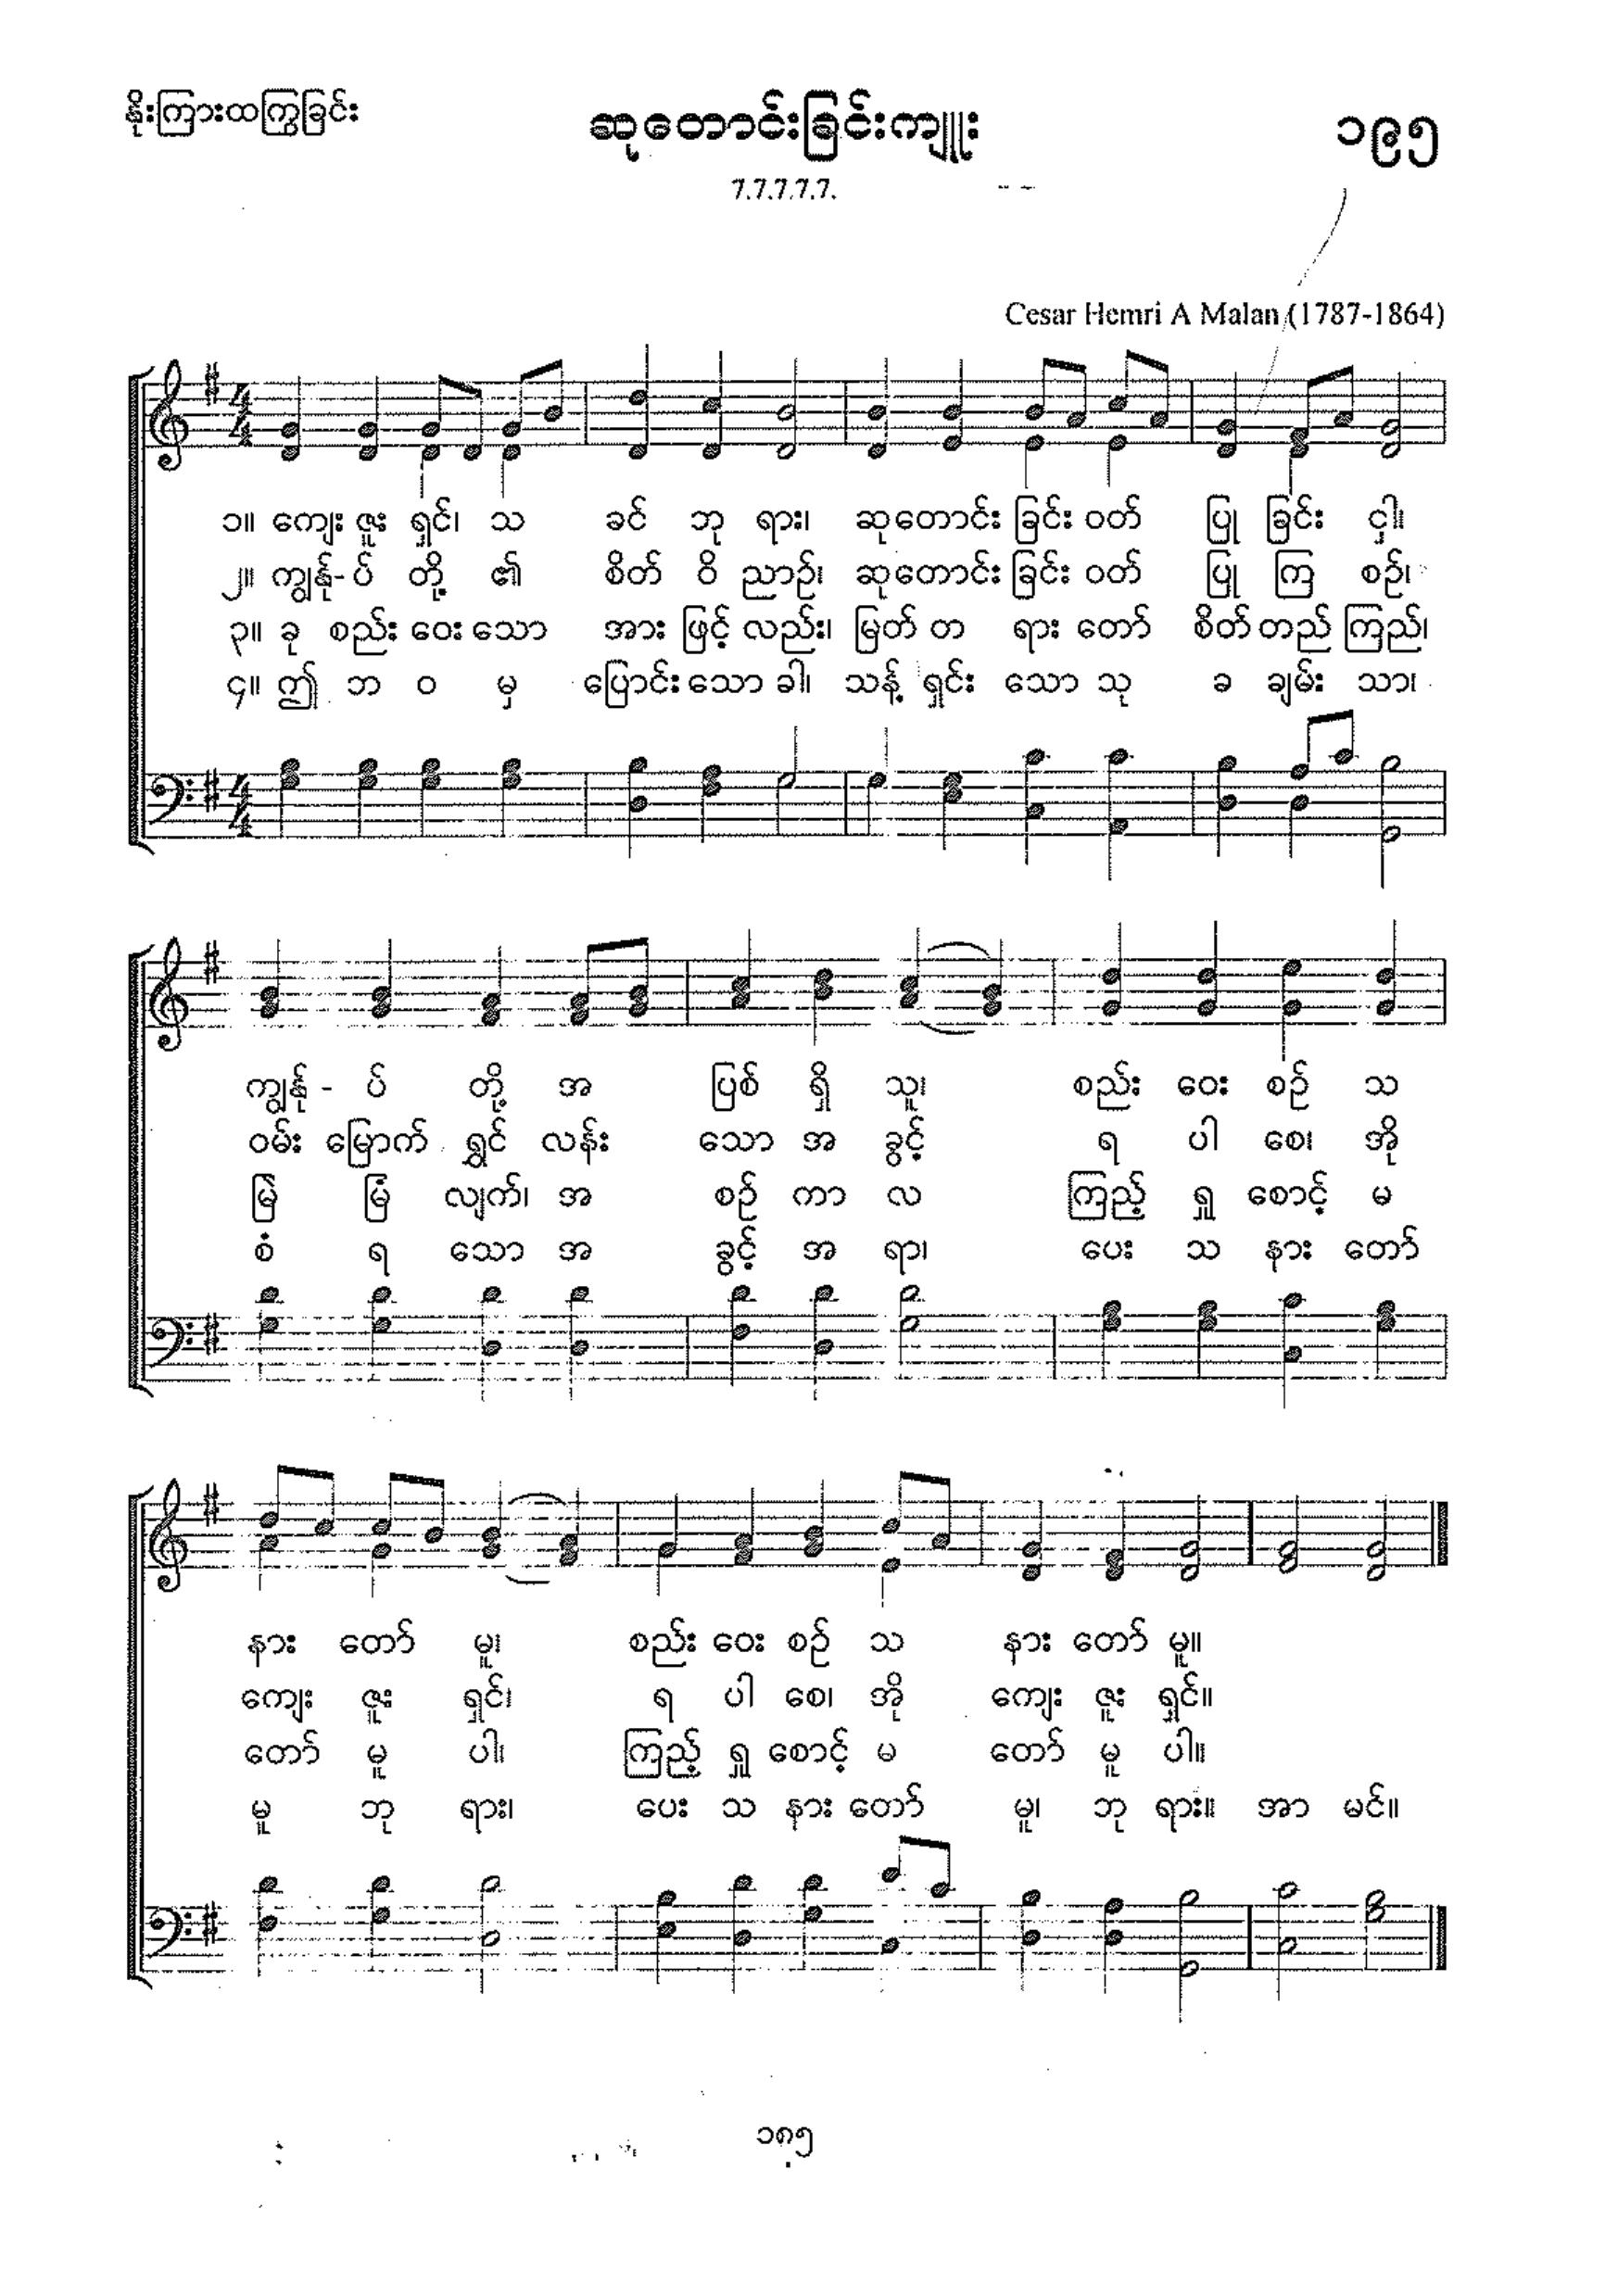 နိုးကြားထကြွခြင်း
ဆုတောင်းခြင်းကျူး
၁၉၅
7.7.7.7.7.
Cesar Hemri A Malan (1787-1864)
4/4
၁။ ကျေး ဇူး ရှင်၊ သ ခင် ဘု ရား၊ ဆုတောင်း ခြင်း ဝတ် ပြု ခြင်း ငှါ၊
၂။ ကျွန်ု-ပ် တို့ ၏ စိတ် ဝိ ညာဉ်၊ ဆုတောင်း ခြင်း ဝတ် ပြု ကြ စဉ်၊
၃။ ခု စည်း ဝေး သော အား ဖြင့် လည်း၊ မြတ် တ ရား တော် စိတ် တည် ကြည်၊
၄။ ဤ ဘ ဝ မှ ပြောင်း သော ခါ၊ သန့် ရှင်း သော သု ခ ချမ်း သာ၊
4/4
ကျွန်ု - ပ် တို့ အ ပြစ် ရှိ သူ၊ စည်း ဝေး စဉ် သ
ဝမ်း မြောက် ရွှင် လန်း သော အ ခွင့် ရ ပါ စေ၊ အို
မြဲ မြံ လျက်၊ အ စဉ် ကာ လ ကြည့် ရှု စောင့် မ
စံ ရ သော အ ခွင့် အ ရာ၊ ပေး သ နား တော်
နား တော် မူ၊ စည်း ဝေး စဉ် သ နား တော် မူ။
ကျေး ဇူး ရှင်၊ ရ ပါ စေ၊ အို ကျေး ဇူး ရှင်။
တော် မူ ပါ၊ ကြည့် ရှု စောင့် မ တော် မူ ပါ။
မူ ဘု ရား၊ ပေး သ နား တော် မူ၊ ဘု ရား။ အာ မင်။
၁၈၅